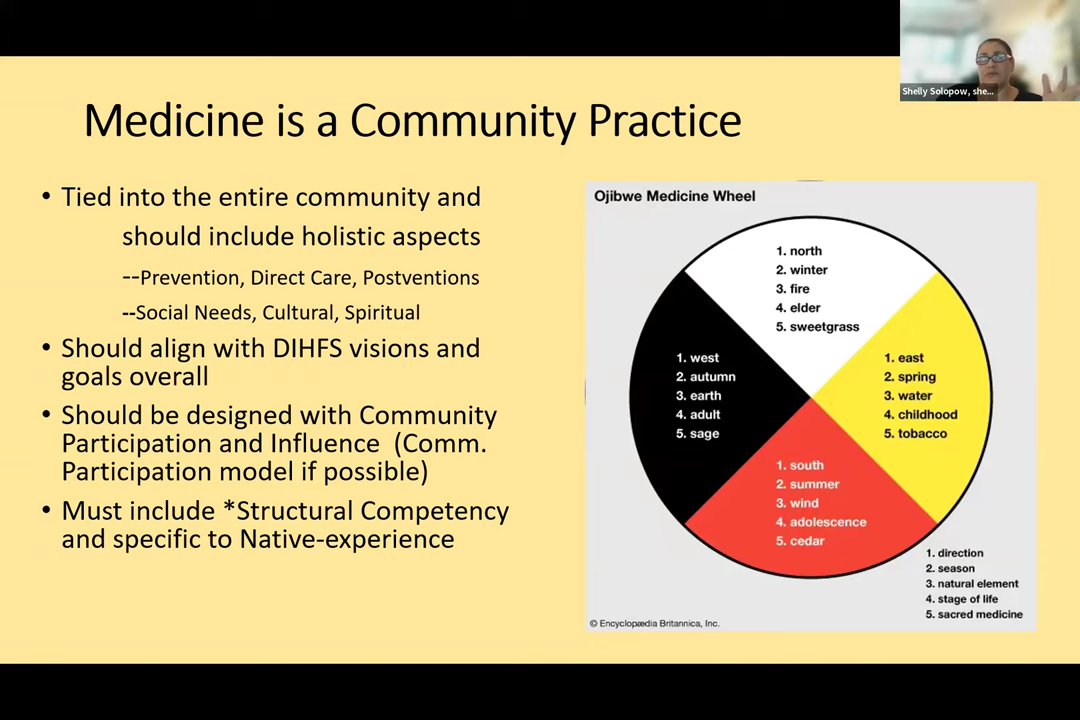 Shelly Solopow, she...
Medicine is a Community Practice
• Tied into the entire community and
should include holistic aspects
--Prevention, Direct Care, Postventions
--Social Needs, Cultural, Spiritual
• Should align with DIHFS visions and
goals overall
• Should be designed with Community
Participation and Influence (Comm.
Participation model if possible)
• Must include *Structural Competency
and specific to Native-experience
Ojibwe Medicine Wheel
1. north
2. winter
3. fire
4. elder
5. sweetgrass
1. west
2. autumn
3. earth
4. adult
5. sage
1. east
2. spring
3. water
4. childhood
5. tobacco
1. south
2. summer
3. wind
4. adolescence
5. cedar
1. direction
2. season
3. natural element
4. stage of life
5. sacred medicine
© Encyclopædia Britannica, Inc.